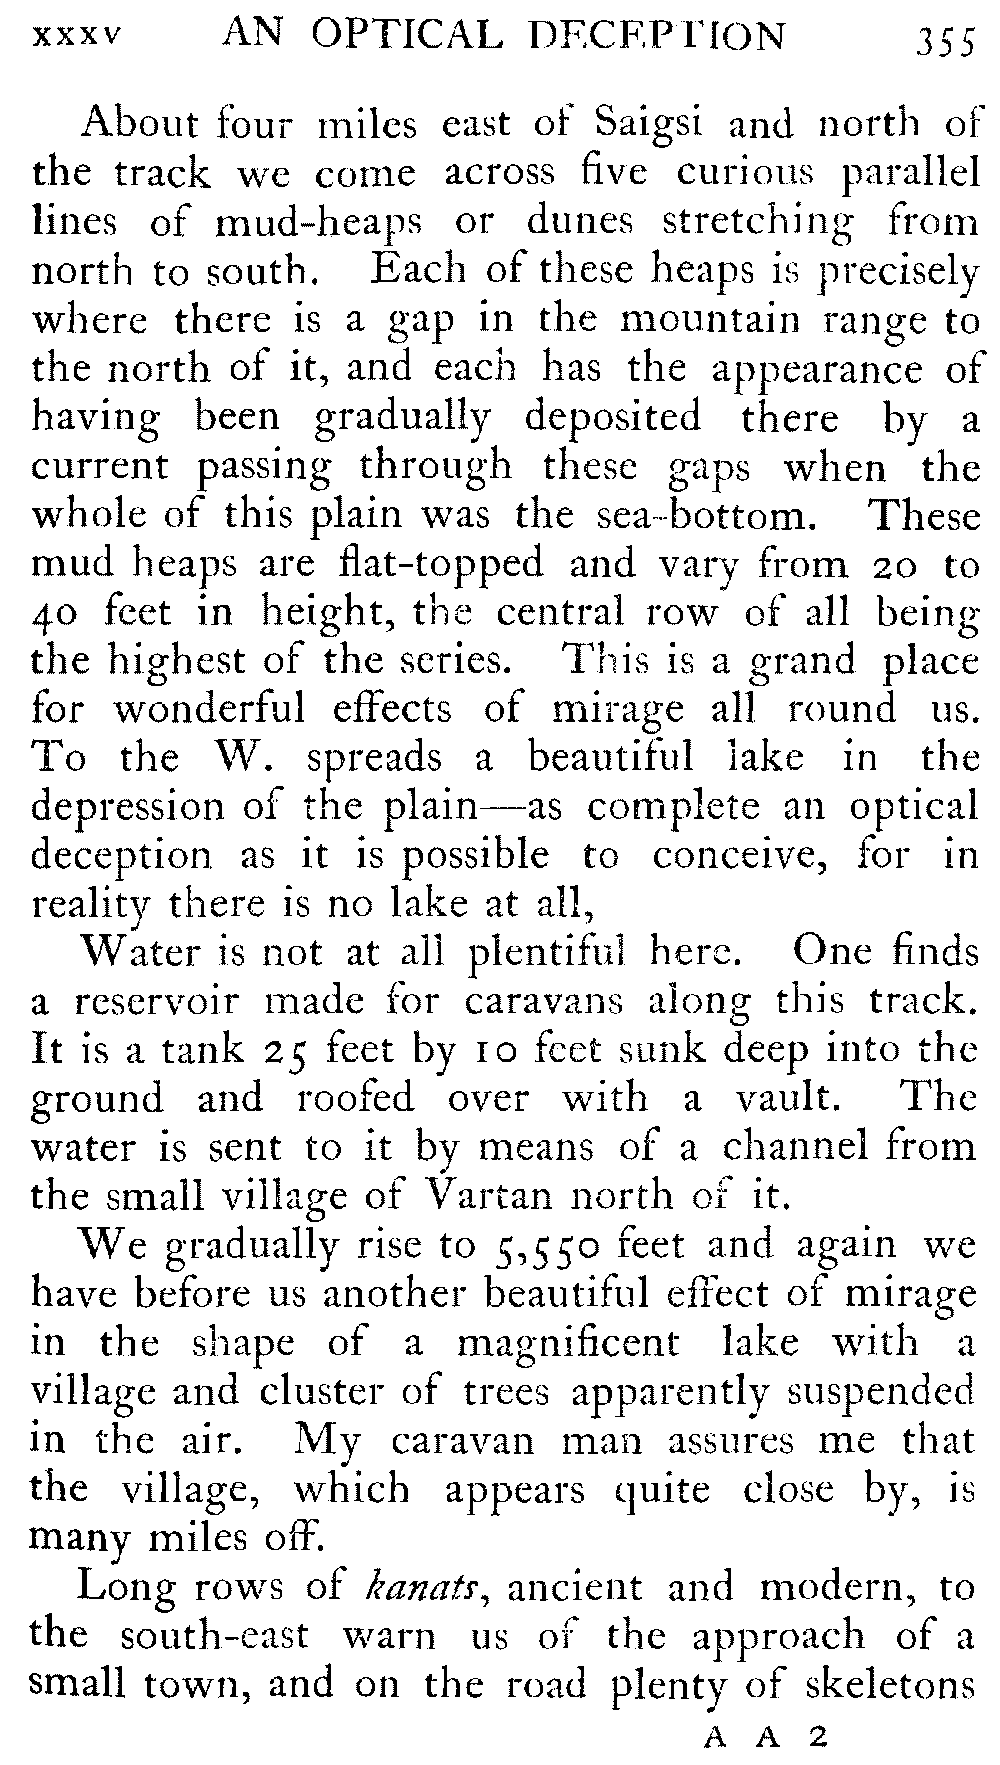 xxxv AN OPTICAL DECEPTION 355
About four miles east of Saigsi and north of
the track we come across five curious parallel
lines of mud-heaps or dunes stretching from
north to south. Each of these heaps is precisely
where there is a gap in the mountain range to
the north of it, and each has the appearance of
having been gradually deposited there by a
current passing through these gaps when the
whole of this plain was the sea-bottom. These
mud heaps are flat-topped and vary from 20 to
40 feet in height, the central row of all being
the highest of the series. This is a grand place
for wonderful effects of mirage all round us.
To the W. spreads a beautiful lake in the
depression of the plain—as complete an optical
deception as it is possible to conceive, for in
reality there is no lake at all,
Water is not at all plentiful here. One finds
a reservoir made for caravans along this track.
It is a tank 25 feet by 10 feet sunk deep into the
ground and roofed over with a vault. The
water is sent to it by means of a channel from
the small village of Vartan north of it.
We gradually rise to 5,550 feet and again we
have before us another beautiful effect of mirage
in the shape of a magnificent lake with a
village and cluster of trees apparently suspended
in the air. My caravan man assures me that
the village, which appears quite close by, is
many miles off.
Long rows of kanats, ancient and modern, to
the south-east warn us of the approach of a
small town, and on the road plenty of skeletons
A A 2